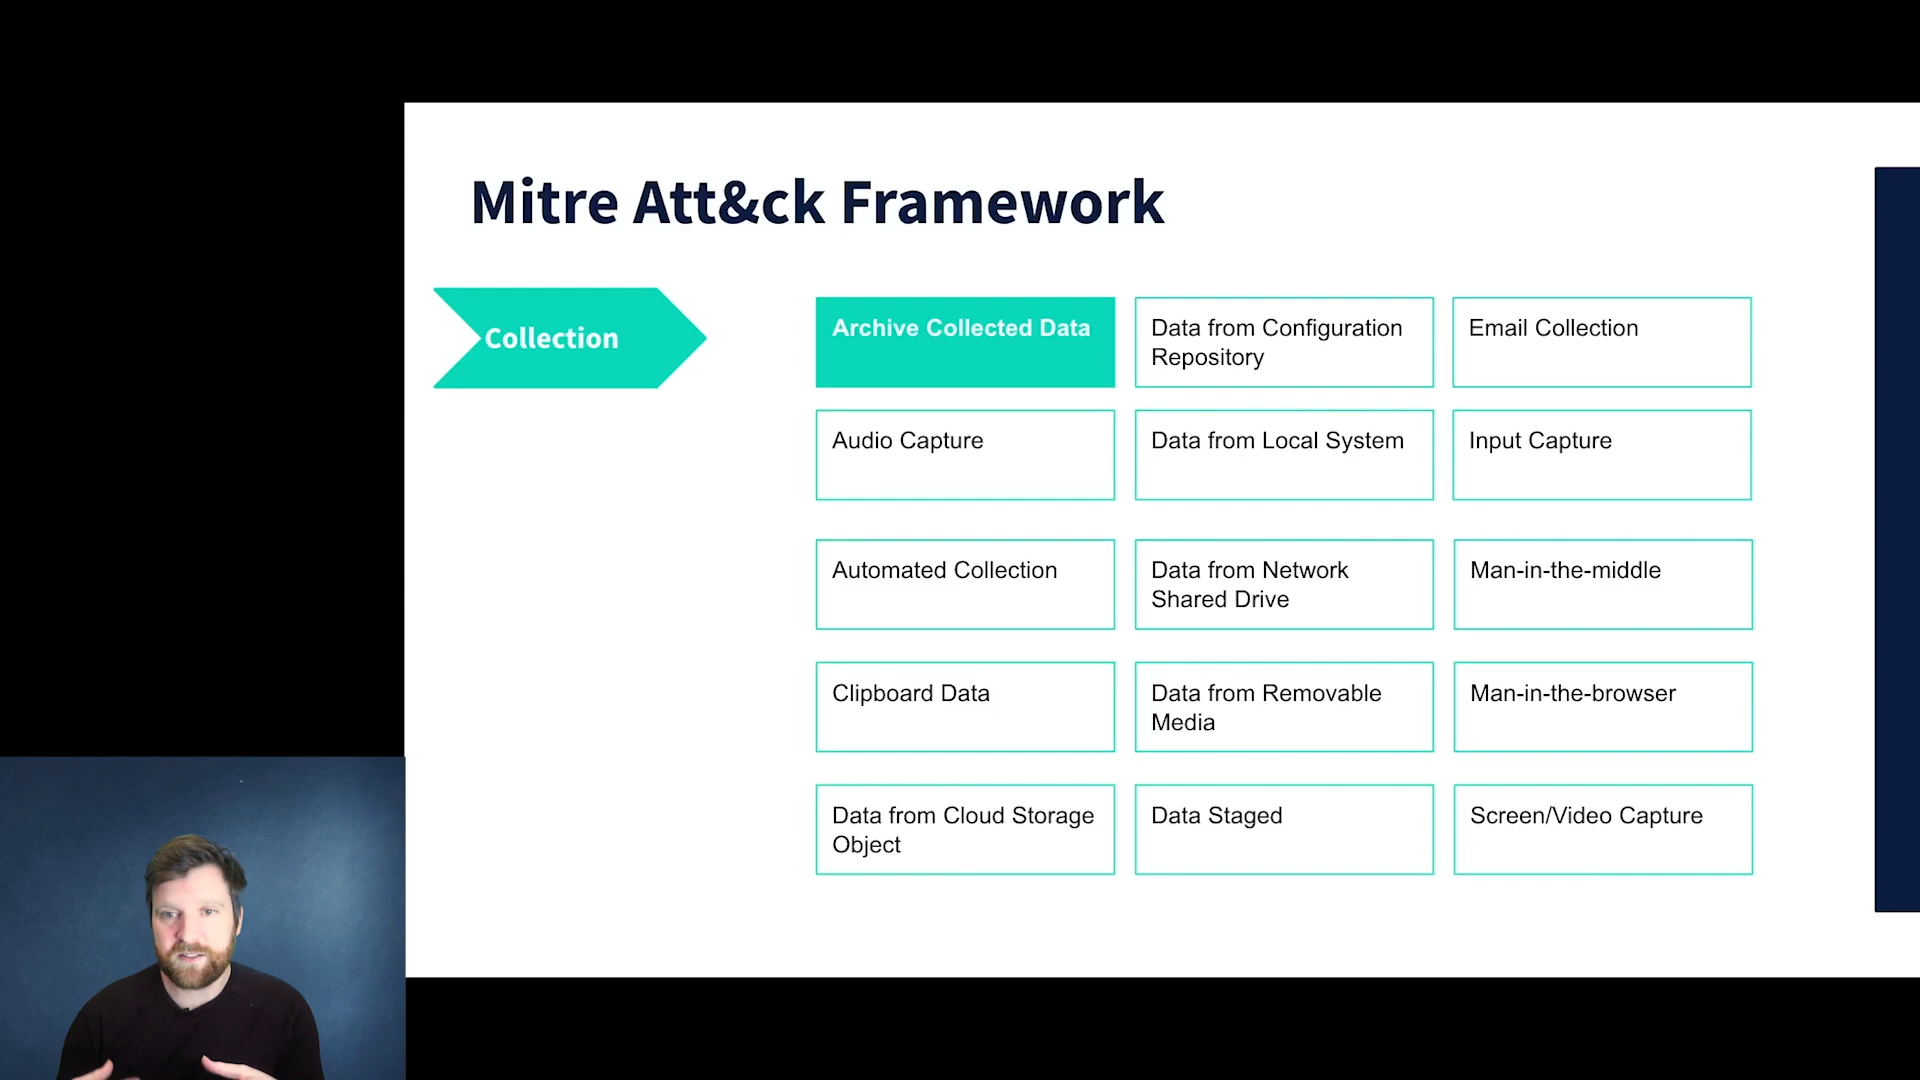 Mitre Att&ck Framework
Collection
Archive Collected Data
Data from Configuration
Repository
Email Collection
Audio Capture
Data from Local System
Input Capture
Automated Collection
Data from Network
Shared Drive
Man-in-the-middle
Clipboard Data
Data from Removable
Media
Man-in-the-browser
Data from Cloud Storage
Object
Data Staged
Screen/Video Capture